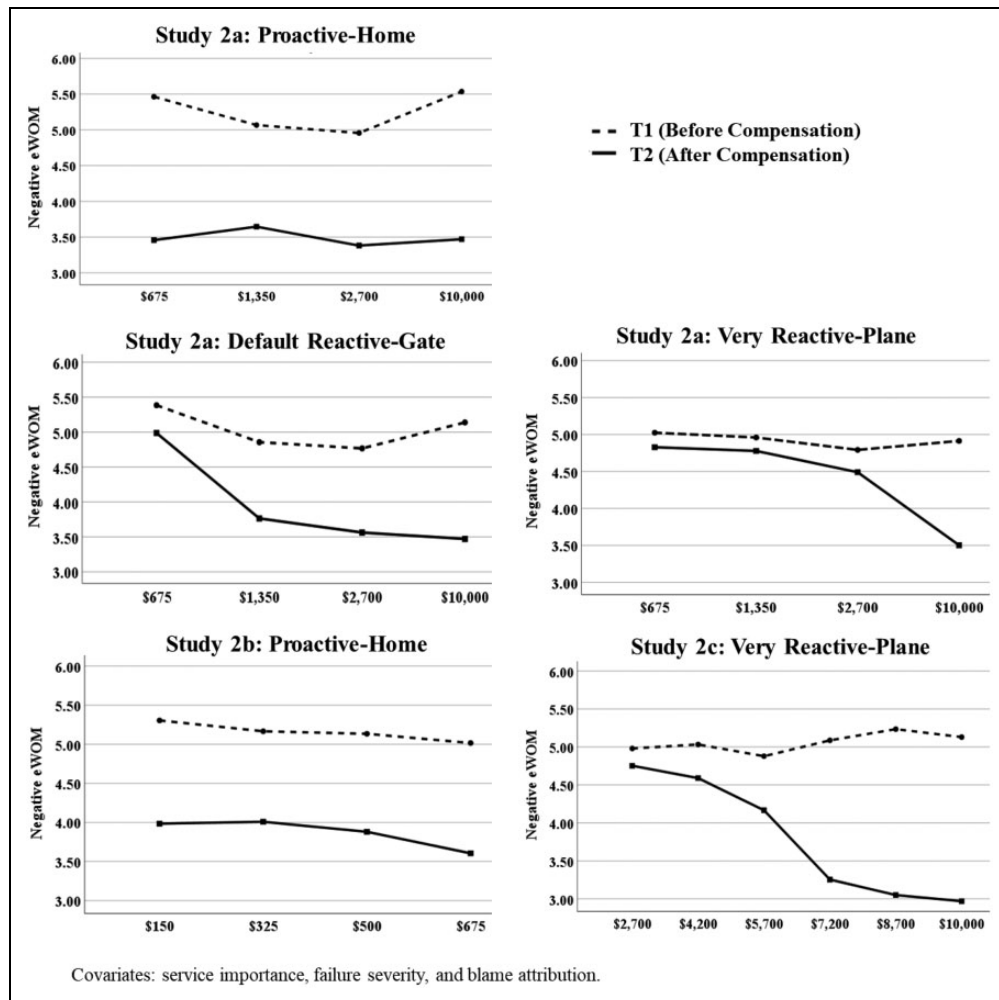 Study 2a: Proactive-Home
6.00
5.50
5.00
4.50
4.00
3.50
3.00
Negative eWOM
$675 $1,350 $2,700 $10,000
T1 (Before Compensation)
T2 (After Compensation)
Study 2a: Default Reactive-Gate
6.00
5.50
5.00
4.50
4.00
3.50
3.00
Negative eWOM
$675 $1,350 $2,700 $10,000
Study 2a: Very Reactive-Plane
6.00
5.50
5.00
4.50
4.00
3.50
3.00
Negative eWOM
$675 $1,350 $2,700 $10,000
Study 2b: Proactive-Home
6.00
5.50
5.00
4.50
4.00
3.50
3.00
Negative eWOM
$150 $325 $500 $675
Study 2c: Very Reactive-Plane
6.00
5.50
5.00
4.50
4.00
3.50
3.00
Negative eWOM
$2,700 $4,200 $5,700 $7,200 $8,700 $10,000
Covariates: service importance, failure severity, and blame attribution.